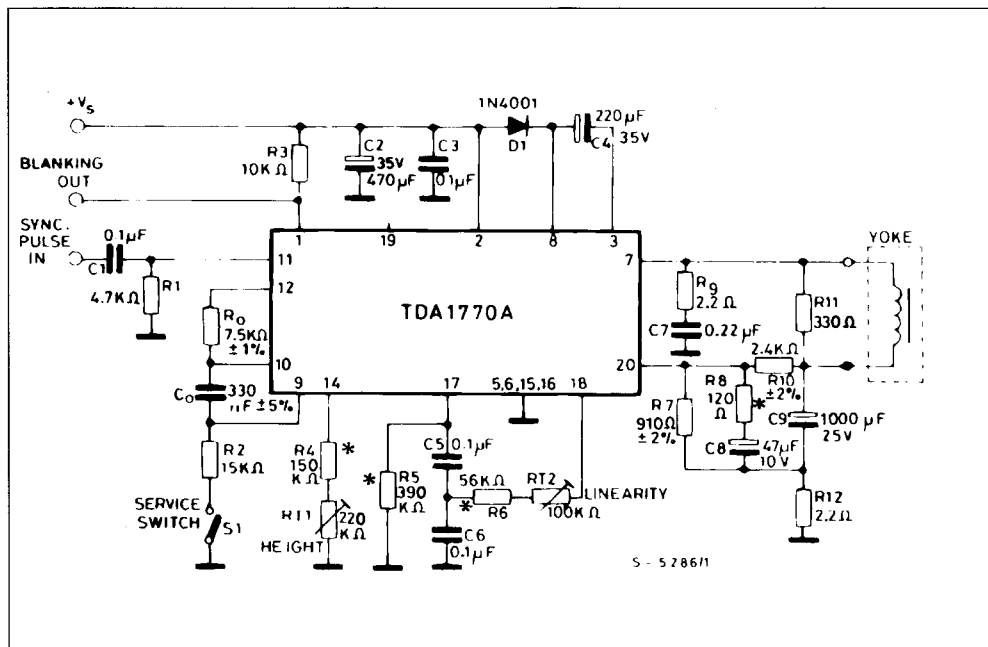 +Vs
1N4001
D1
220µF
35V
C4
R3
10KΩ
C2
35V
470µF
C3
0.1µF
BLANKING
OUT
SYNC.
PULSE
IN
0.1µF
C1
R1
4.7KΩ
1
19
2
8
3
11
12
10
9
14
17
5,6,15,16
18
7
20
TDA1770A
YOKE
Ro
7.5KΩ
±1%
Co
330
nF ±5%
R2
15KΩ
SERVICE
SWITCH
S1
R4
150
KΩ
*
RT1
220
KΩ
HEIGHT
*
R5
390
KΩ
C5
0.1µF
56KΩ
*
R6
RT2
100KΩ
LINEARITY
C6
0.1µF
R9
2.2Ω
C7
0.22µF
R11
330Ω
2.4KΩ
R10
±2%
R7
910Ω
±2%
R8
120
Ω
*
C8
47µF
10V
C9
1000µF
25V
R12
2.2Ω
S-5286/1